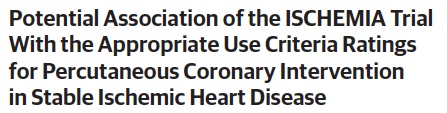 Potential Association of the ISCHEMIA Trial
With the Appropriate Use Criteria Ratings
for Percutaneous Coronary Intervention
in Stable Ischemic Heart Disease